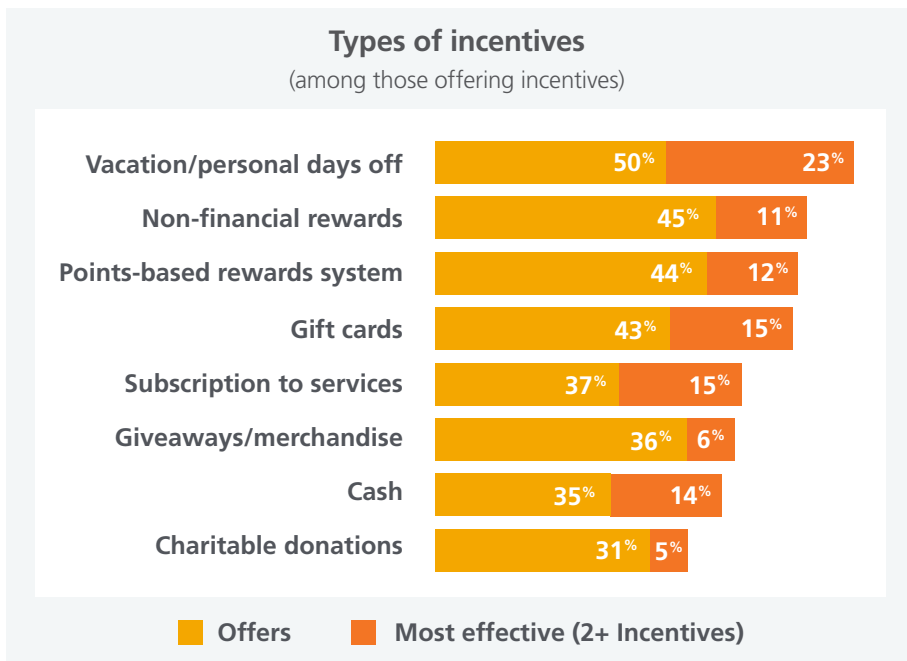 Types of incentives
(among those offering incentives)
Vacation/personal days off 50% 23%
Non-financial rewards 45% 11%
Points-based rewards system 44% 12%
Gift cards 43% 15%
Subscription to services 37% 15%
Giveaways/merchandise 36% 6%
Cash 35% 14%
Charitable donations 31% 5%
Offers Most effective (2+ Incentives)